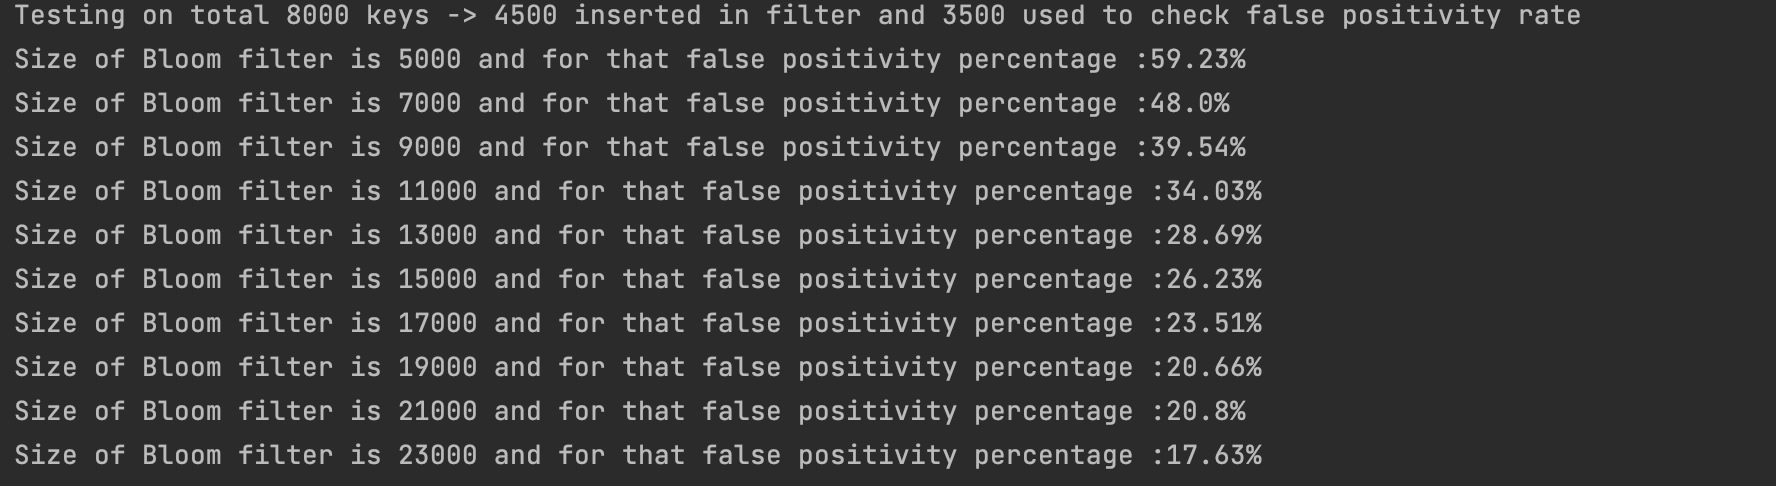 Testing on total 8000 keys -> 4500 inserted in filter and 3500 used to check false positivity rate
Size of Bloom filter is 5000 and for that false positivity percentage :59.23%
Size of Bloom filter is 7000 and for that false positivity percentage :48.0%
Size of Bloom filter is 9000 and for that false positivity percentage :39.54%
Size of Bloom filter is 11000 and for that false positivity percentage :34.03%
Size of Bloom filter is 13000 and for that false positivity percentage :28.69%
Size of Bloom filter is 15000 and for that false positivity percentage :26.23%
Size of Bloom filter is 17000 and for that false positivity percentage :23.51%
Size of Bloom filter is 19000 and for that false positivity percentage :20.66%
Size of Bloom filter is 21000 and for that false positivity percentage :20.8%
Size of Bloom filter is 23000 and for that false positivity percentage :17.63%